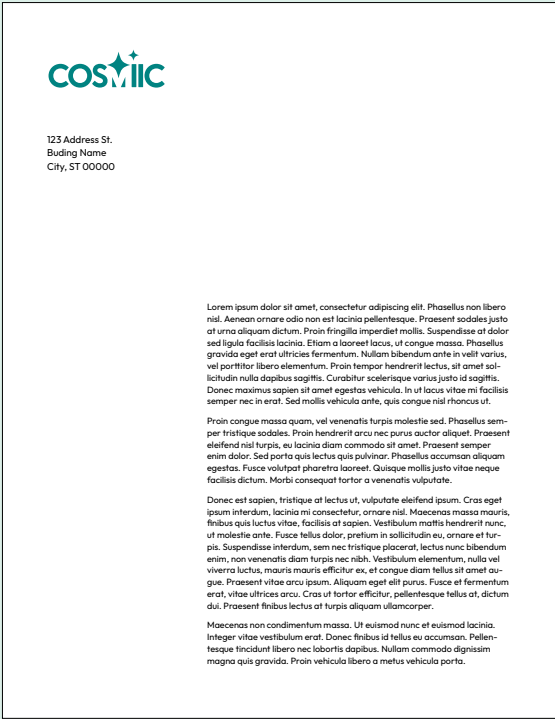 COSMIC
123 Address St.
Buding Name
City, ST 00000
Lorem ipsum dolor sit amet, consectetur adipiscing elit. Phasellus non libero
nisl. Aenean ornare odio non est lacinia pellentesque. Praesent sodales justo
at urna aliquam dictum. Proin fringilla imperdiet mollis. Suspendisse at dolor
sed ligula facilisis lacinia. Etiam a laoreet lacus, ut congue massa. Phasellus
gravida eget erat ultricies fermentum. Nullam bibendum ante in velit varius,
vel porttitor libero elementum. Proin tempor hendrerit lectus, sit amet sol-
licitudin nulla dapibus sagittis. Curabitur scelerisque varius justo id sagittis.
Donec maximus sapien sit amet egestas vehicula. In ut lacus vitae mi facilisis
semper nec in erat. Sed mollis vehicula ante, quis congue nisl rhoncus ut.
Proin congue massa quam, vel venenatis turpis molestie sed. Phasellus sem-
per tristique sodales. Proin hendrerit arcu nec purus auctor aliquet. Praesent
eleifend nisl turpis, eu lacinia diam commodo sit amet. Praesent semper
enim dolor. Sed porta quis lectus quis pulvinar. Phasellus accumsan aliquam
egestas. Fusce volutpat pharetra laoreet. Quisque mollis justo vitae neque
facilisis dictum. Morbi consequat tortor a venenatis vulputate.
Donec est sapien, tristique at lectus ut, vulputate eleifend ipsum. Cras eget
ipsum interdum, lacinia mi consectetur, ornare nisl. Maecenas massa mauris,
finibus quis luctus vitae, facilisis at sapien. Vestibulum mattis hendrerit nunc,
ut molestie ante. Fusce tellus dolor, pretium in sollicitudin eu, ornare et tur-
pis. Suspendisse interdum, sem nec tristique placerat, lectus nunc bibendum
enim, non venenatis diam turpis nec nibh. Vestibulum elementum, nulla vel
viverra luctus, mauris mauris efficitur ex, et congue diam tellus sit amet au-
gue. Praesent vitae arcu ipsum. Aliquam eget elit purus. Fusce et fermentum
erat, vitae ultrices arcu. Cras ut tortor efficitur, pellentesque tellus at, dictum
dui. Praesent finibus lectus at turpis aliquam ullamcorper.
Maecenas non condimentum massa. Ut euismod nunc et euismod lacinia.
Integer vitae vestibulum erat. Donec finibus id tellus eu accumsan. Pellen-
tesque tincidunt libero nec lobortis dapibus. Nullam commodo dignissim
magna quis gravida. Proin vehicula libero a metus vehicula porta.